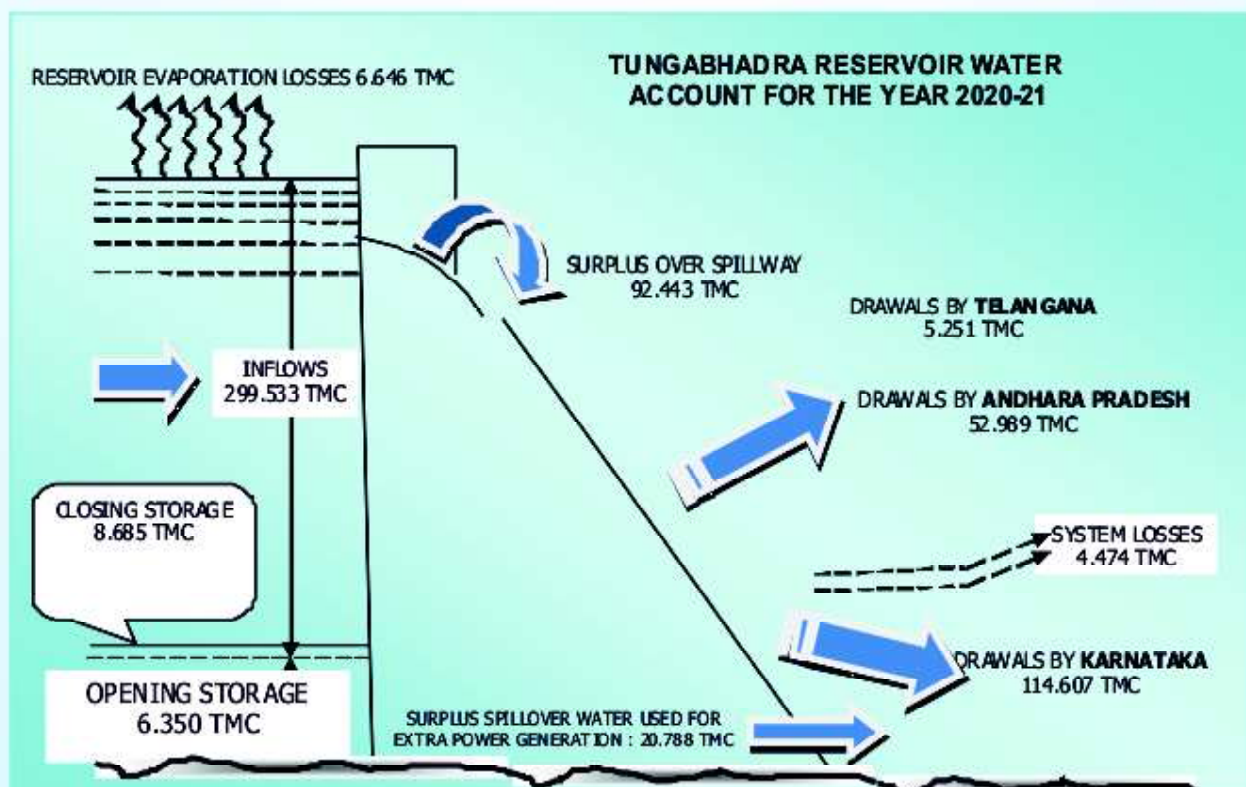 TUNGABHADRA RESERVOIR WATER
ACCOUNT FOR THE YEAR 2020-21
RESERVOIR EVAPORATION LOSSES 6.646 TMC
SURPLUS OVER SPILLWAY
92.443 TMC
DRAWALS BY TELANGANA
5.251 TMC
INFLOWS
299.533 TMC
DRAWALS BY ANDHARA PRADESH
52.989 TMC
CLOSING STORAGE
8.685 TMC
SYSTEM LOSSES
4.474 TMC
DRAWALS BY KARNATAKA
114.607 TMC
OPENING STORAGE
6.350 TMC
SURPLUS SPILLOVER WATER USED FOR
EXTRA POWER GENERATION : 20.788 TMC